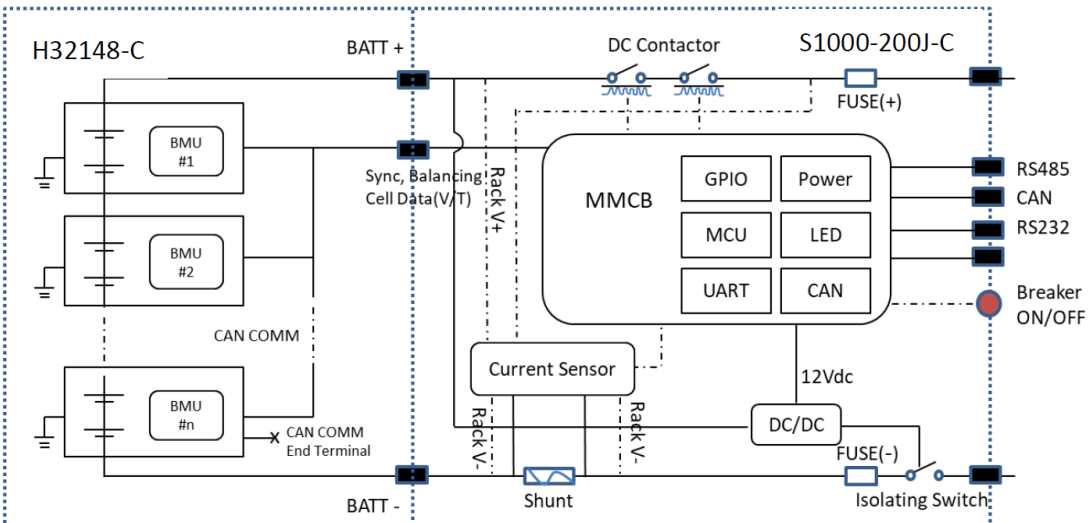 H32148-C
BATT +
DC Contactor
S1000-200J-C
FUSE(+)
BMU
#1
Sync, Balancing
Cell Data(V/T)
Rack V+
MMCB
GPIO
Power
MCU
LED
UART
CAN
RS485
CAN
RS232
Breaker
ON/OFF
BMU
#2
CAN COMM
Current Sensor
12Vdc
BMU
#n
CAN COMM
End Terminal
Rack V-
Rack V-
DC/DC
FUSE(-)
BATT -
Shunt
Isolating Switch